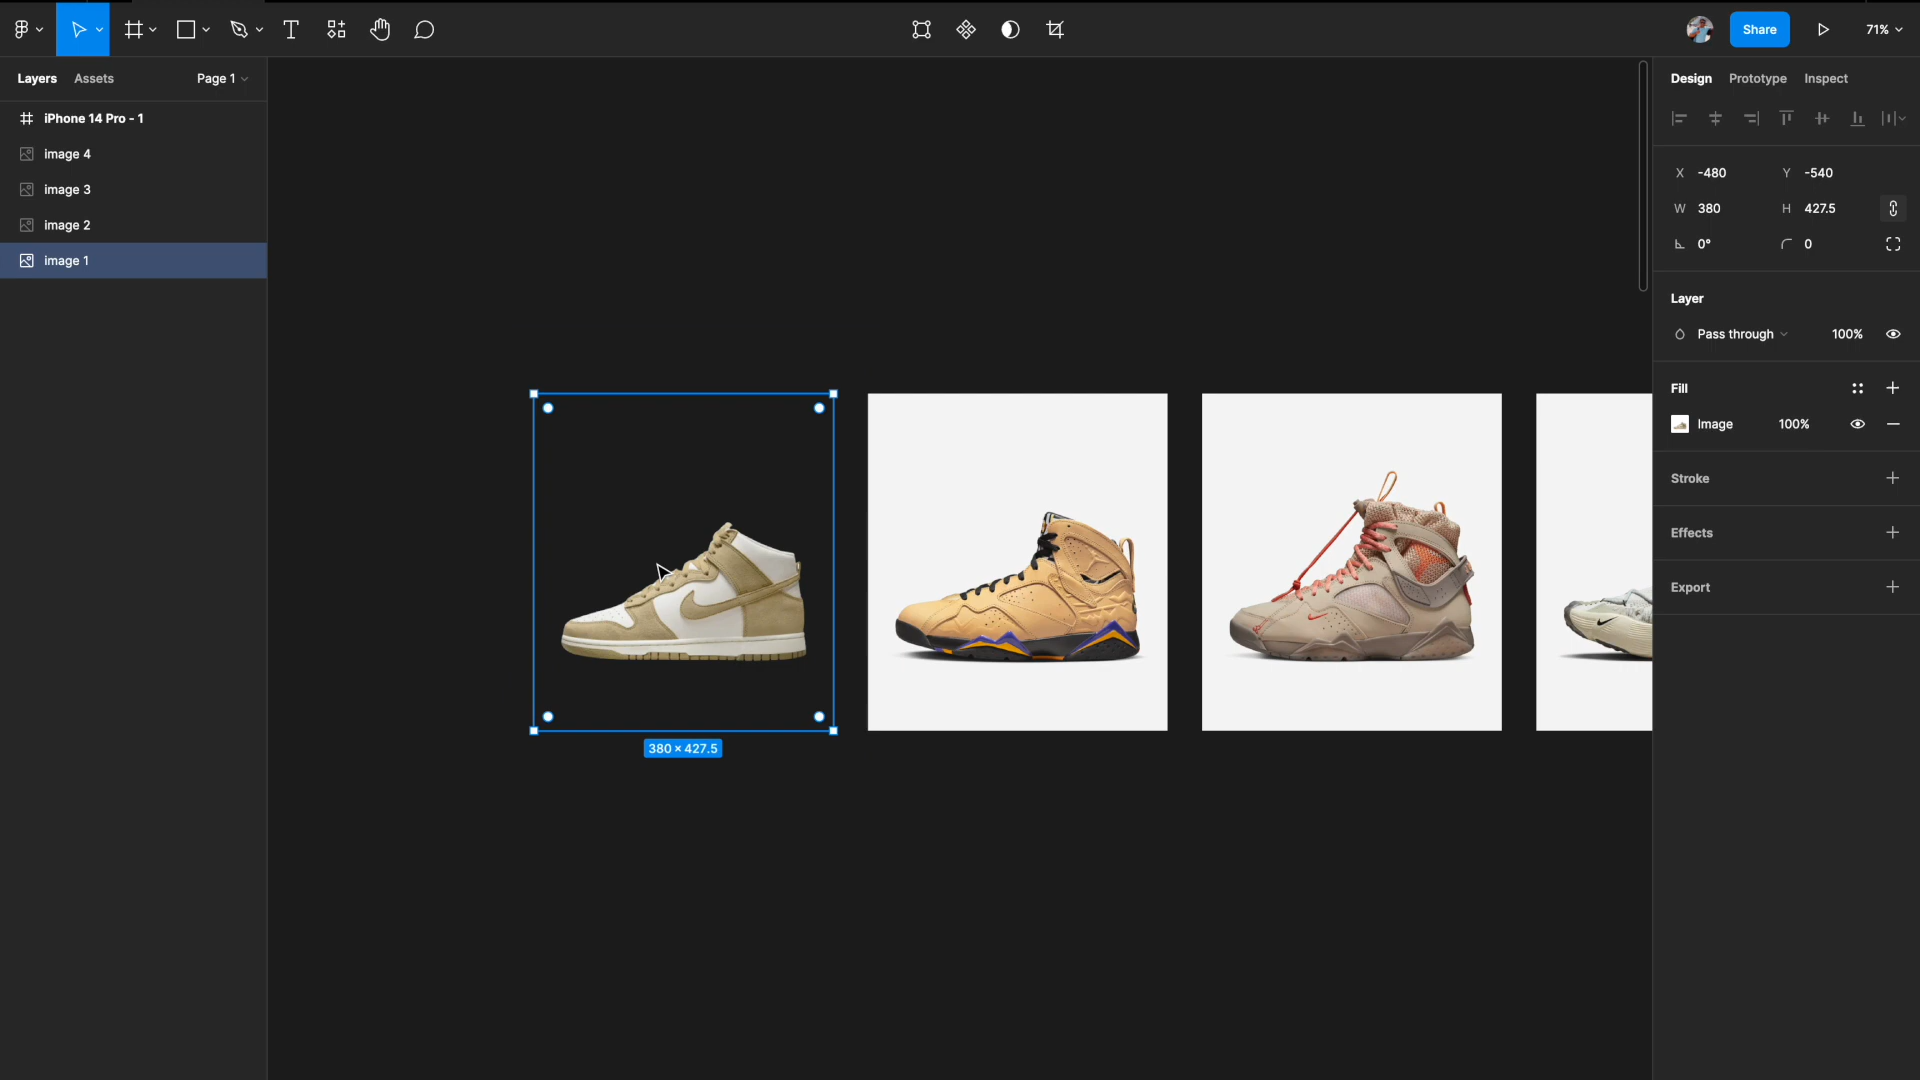 Share
71%
Layers
Assets
Page 1
Design
Prototype
Inspect
iPhone 14 Pro - 1
image 4
image 3
image 2
image 1
X -480
Y -540
W 380
H 427.5
0°
0
Layer
Pass through
100%
Fill
Image
100%
Stroke
Effects
Export
380 × 427.5